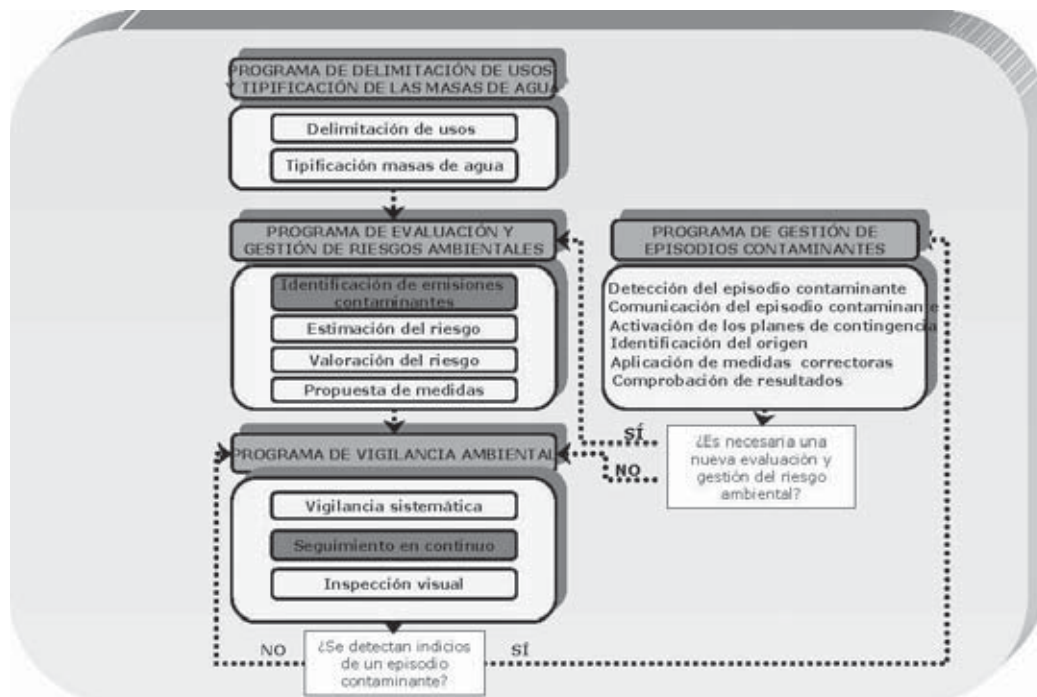 PROGRAMA DE DELIMITACIÓN DE USOS
Y TIPIFICACIÓN DE LAS MASAS DE AGUA
Delimitación de usos
Tipificación masas de agua
PROGRAMA DE EVALUACIÓN Y
GESTIÓN DE RIESGOS AMBIENTALES
Identificación de emisiones
contaminantes
Estimación del riesgo
Valoración del riesgo
Propuesta de medidas
PROGRAMA DE GESTIÓN DE
EPISODIOS CONTAMINANTES
Detección del episodio contaminante
Comunicación del episodio contaminante
Activación de los planes de contingencia
Identificación del origen
Aplicación de medidas correctoras
Comprobación de resultados
¿Es necesaria una
nueva evaluación y
gestión del riesgo
ambiental?
SÍ
NO
PROGRAMA DE VIGILANCIA AMBIENTAL
Vigilancia sistemática
Seguimiento en continuo
Inspección visual
¿Se detectan indicios
de un episodio
contaminante?
NO
SÍ